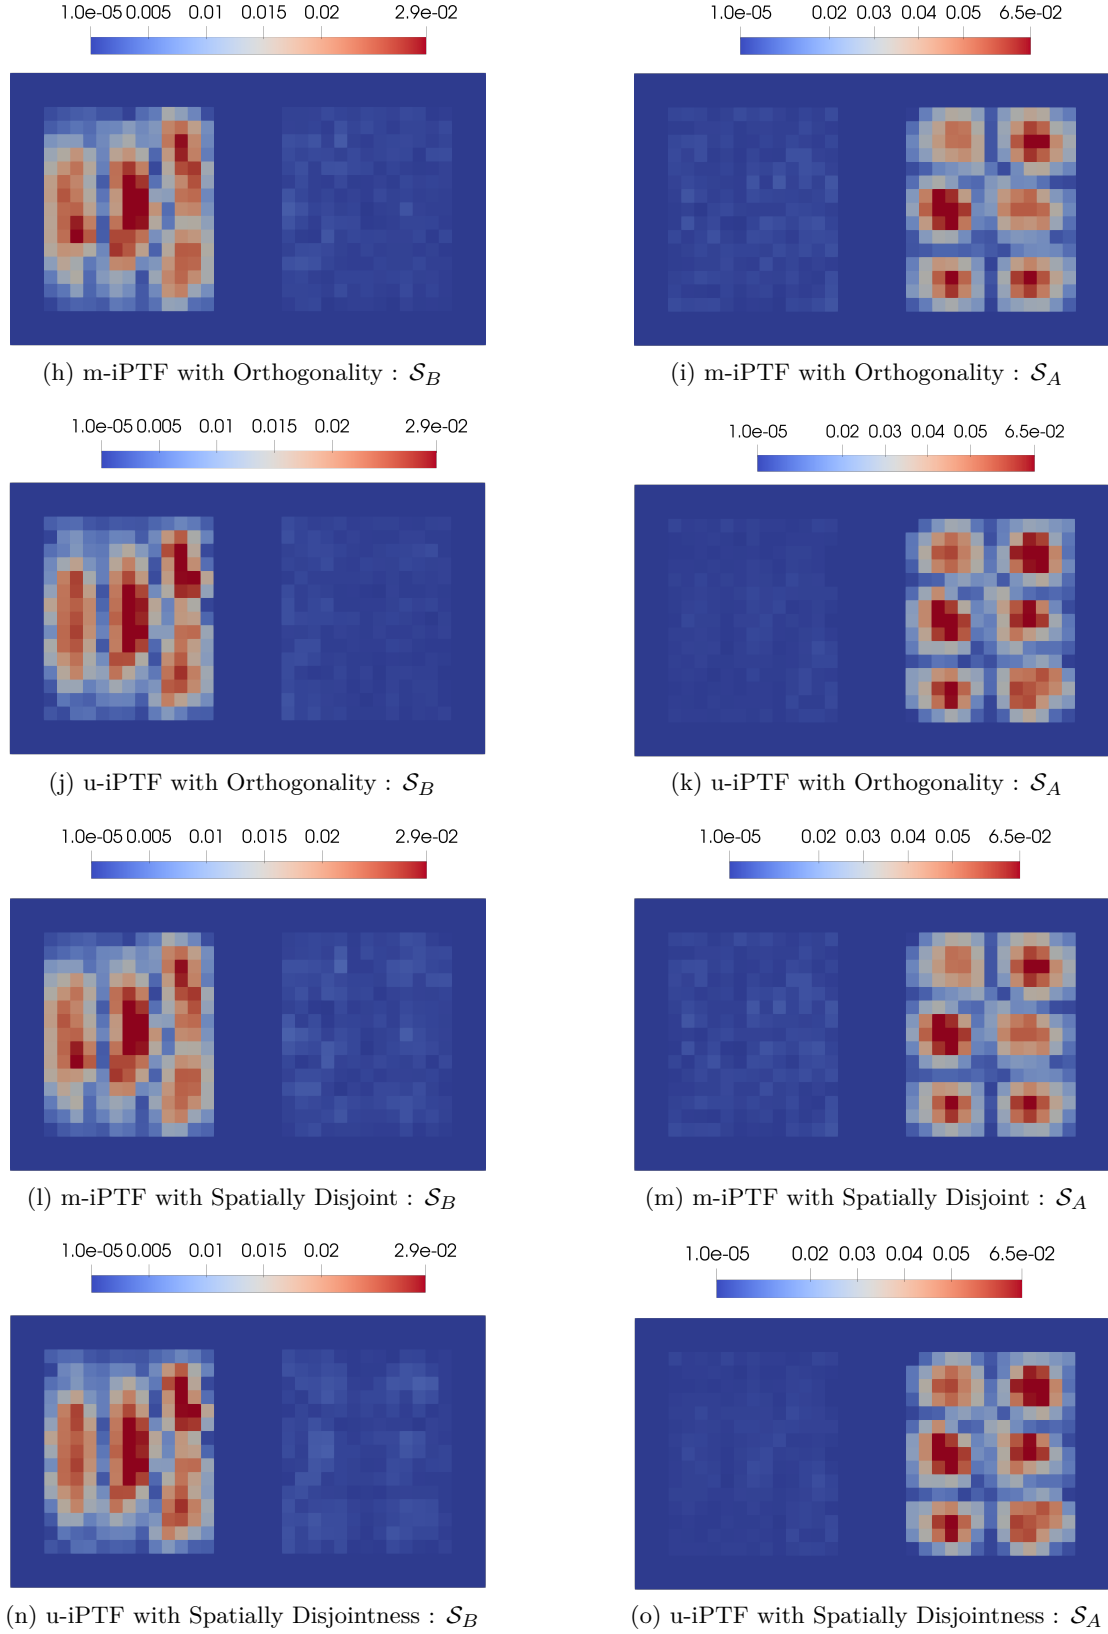 1.0e-05 0.005 0.01 0.015 0.02 2.9e-02
1.0e-05 0.02 0.03 0.04 0.05 6.5e-02
(h) m-iPTF with Orthogonality : S_B
(i) m-iPTF with Orthogonality : S_A
1.0e-05 0.005 0.01 0.015 0.02 2.9e-02
1.0e-05 0.02 0.03 0.04 0.05 6.5e-02
(j) u-iPTF with Orthogonality : S_B
(k) u-iPTF with Orthogonality : S_A
1.0e-05 0.005 0.01 0.015 0.02 2.9e-02
1.0e-05 0.02 0.03 0.04 0.05 6.5e-02
(l) m-iPTF with Spatially Disjoint : S_B
(m) m-iPTF with Spatially Disjoint : S_A
1.0e-05 0.005 0.01 0.015 0.02 2.9e-02
1.0e-05 0.02 0.03 0.04 0.05 6.5e-02
(n) u-iPTF with Spatially Disjointness : S_B
(o) u-iPTF with Spatially Disjointness : S_A